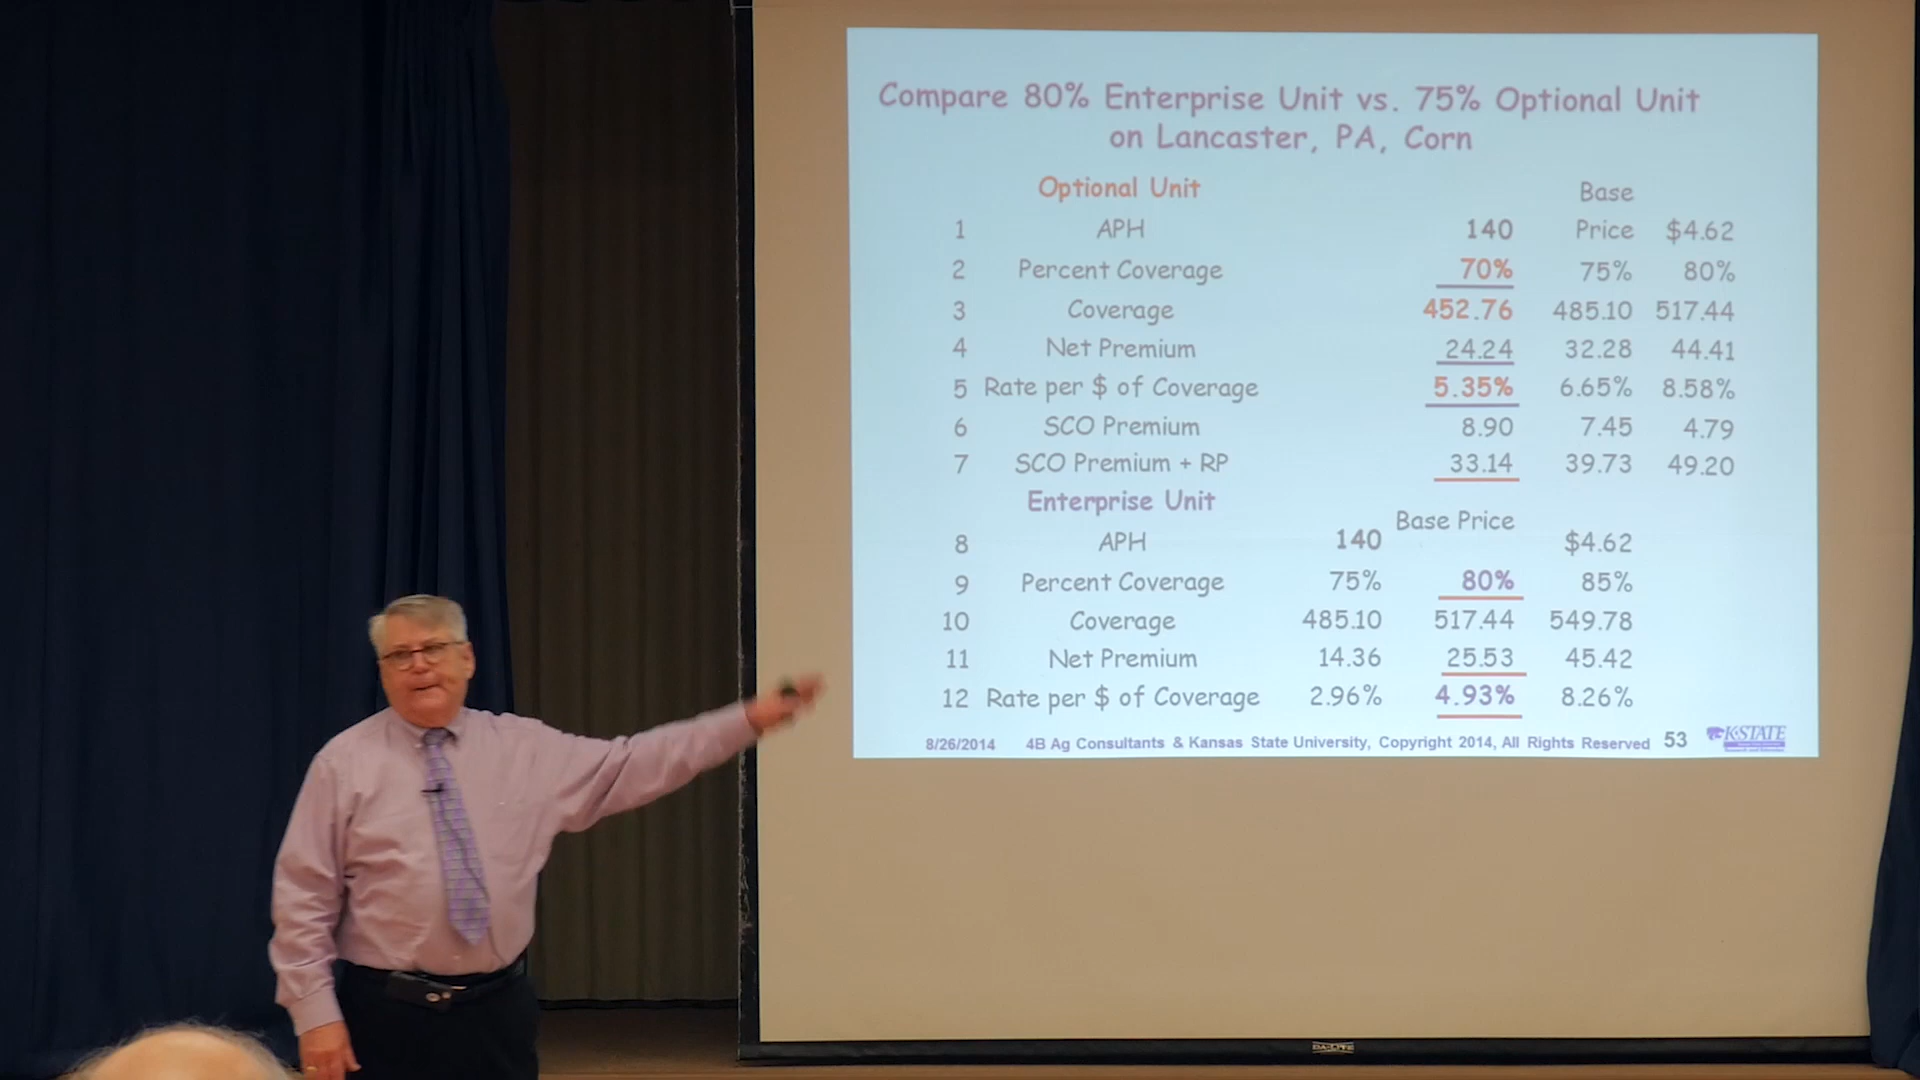 Compare 80% Enterprise Unit vs. 75% Optional Unit
on Lancaster, PA, Corn
Optional Unit Base
1 APH 140 Price $4.62
2 Percent Coverage 70% 75% 80%
3 Coverage 452.76 485.10 517.44
4 Net Premium 24.24 32.28 44.41
5 Rate per $ of Coverage 5.35% 6.65% 8.58%
6 SCO Premium 8.90 7.45 4.79
7 SCO Premium + RP 33.14 39.73 49.20
Enterprise Unit Base Price
8 APH 140 $4.62
9 Percent Coverage 75% 80% 85%
10 Coverage 485.10 517.44 549.78
11 Net Premium 14.36 25.53 45.42
12 Rate per $ of Coverage 2.96% 4.93% 8.26%
8/26/2014 4B Ag Consultants & Kansas State University, Copyright 2014, All Rights Reserved 53 K-STATE
DA-LITE